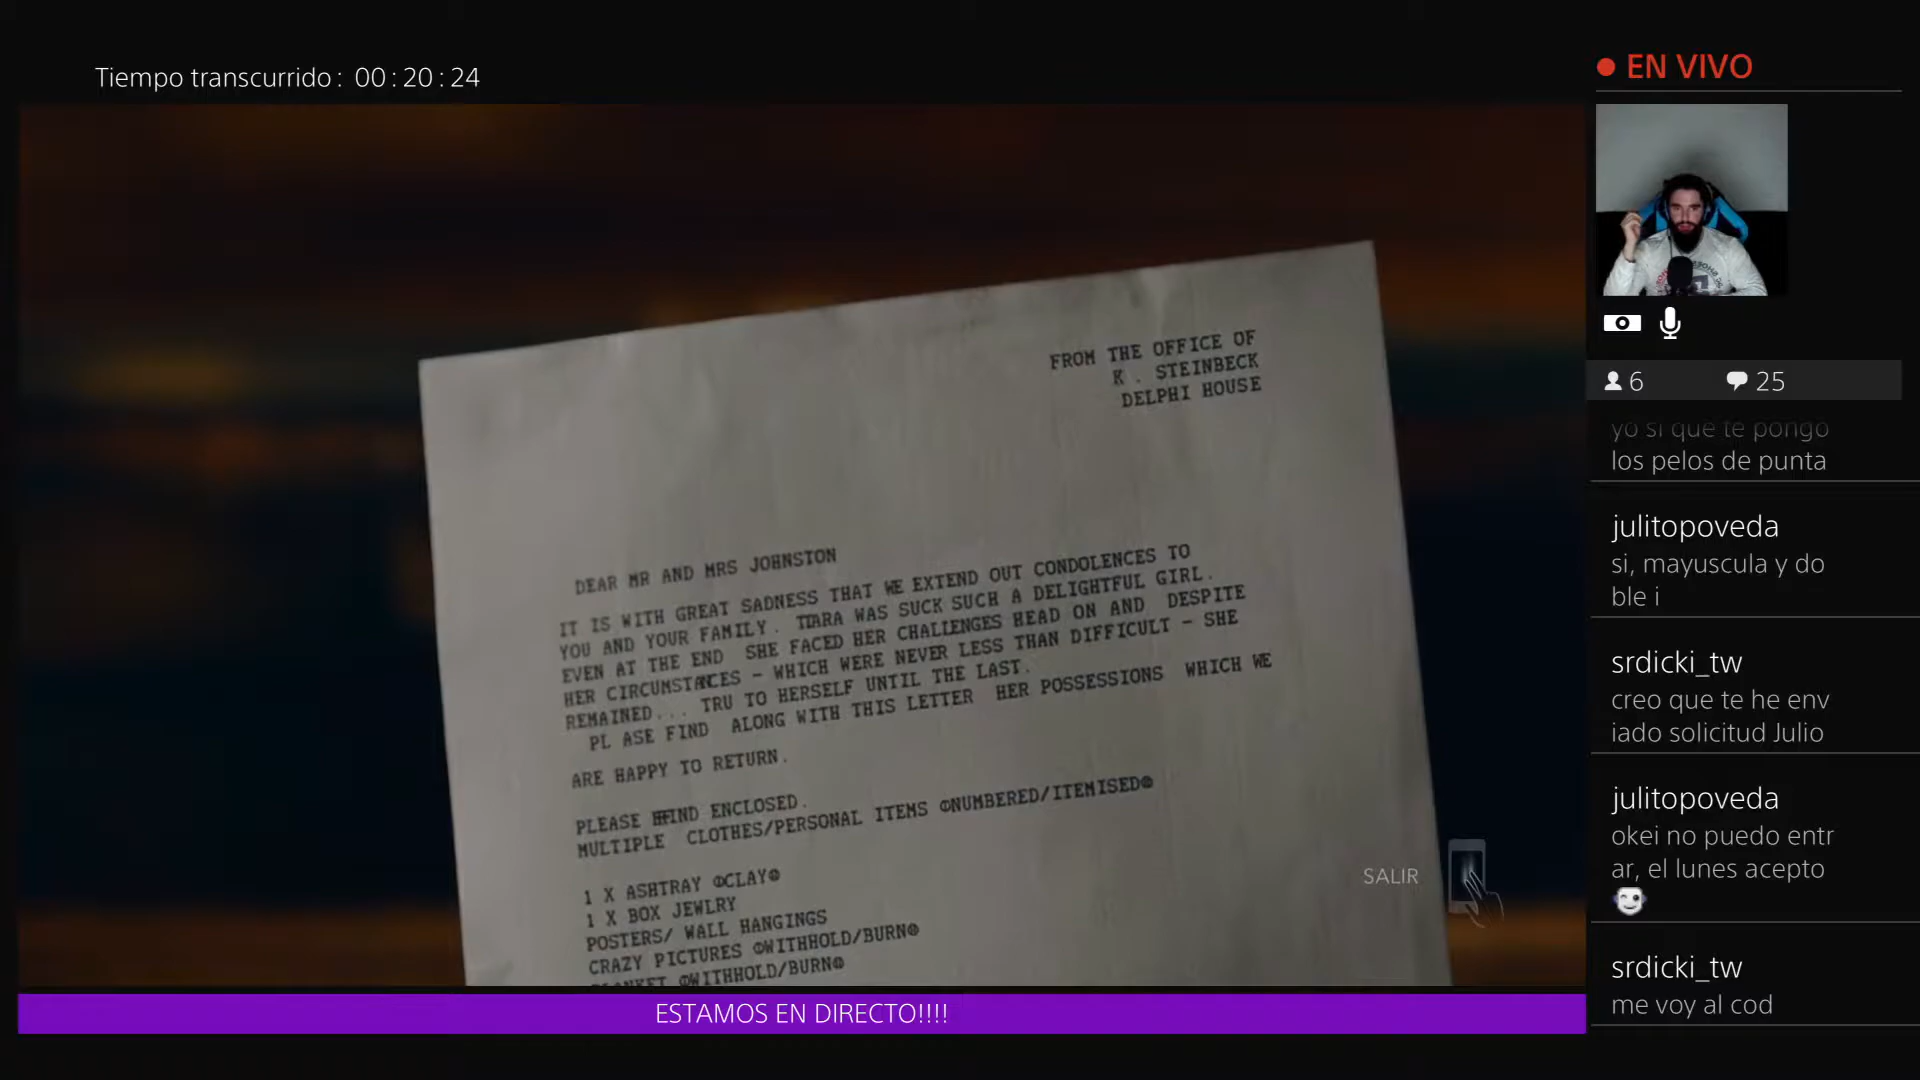 Tiempo transcurrido: 00:20:24
EN VIVO
6
25
FROM THE OFFICE OF
K . STEINBECK
DELPHI HOUSE
DEAR MR AND MRS JOHNSTON
IT IS WITH GREAT SADNESS THAT WE EXTEND OUT CONDOLENCES TO
YOU AND YOUR FAMILY. WAS SUCK SUCH A DELIGHTFUL GIRL.
EVEN AT THE END SHE FACED HER CHALLENGES HEAD ON AND DESPITE
HER CIRCUMSTANCES - WHICH WERE NEVER LESS THAN DIFFICULT - SHE
REMAINED... TRU TO HERSELF UNTIL THE LAST.
PL ASE FIND ALONG WITH THIS LETTER HER POSSESSIONS WHICH WE
ARE HAPPY TO RETURN.
PLEASE ENCLOSED.
MULTIPLE CLOTHES/PERSONAL ITEMS NUMBERED/ITEMISED
1 X ASHTRAY CLAY
1 X BOX JEWLRY
POSTERS/ WALL HANGINGS
CRAZY PICTURES WITHHOLD/BURN
WITHHOLD/BURN
SALIR
ESTAMOS EN DIRECTO!!!!
yo si que te pongo
los pelos de punta
julitopoveda
si, mayuscula y do
ble i
srdicki_tw
creo que te he env
iado solicitud Julio
julitopoveda
okei no puedo entr
ar, el lunes acepto
srdicki_tw
me voy al cod